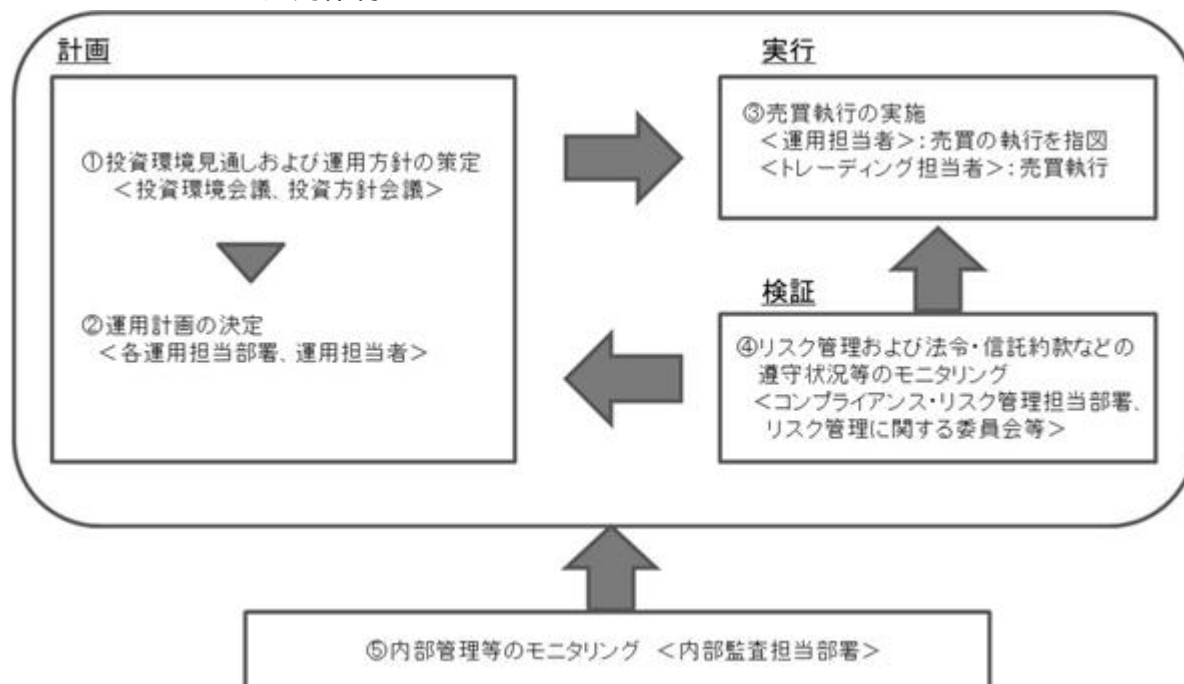 計画
①投資環境見通しおよび運用方針の策定
<投資環境会議、投資方針会議>
②運用計画の決定
<各運用担当部署、運用担当者>
実行
③売買執行の実施
<運用担当者>:売買の執行を指図
<トレーディング担当者>:売買執行
検証
④リスク管理および法令・信託約款などの
遵守状況等のモニタリング
<コンプライアンス・リスク管理担当部署、
リスク管理に関する委員会等>
⑤内部管理等のモニタリング <内部監査担当部署>